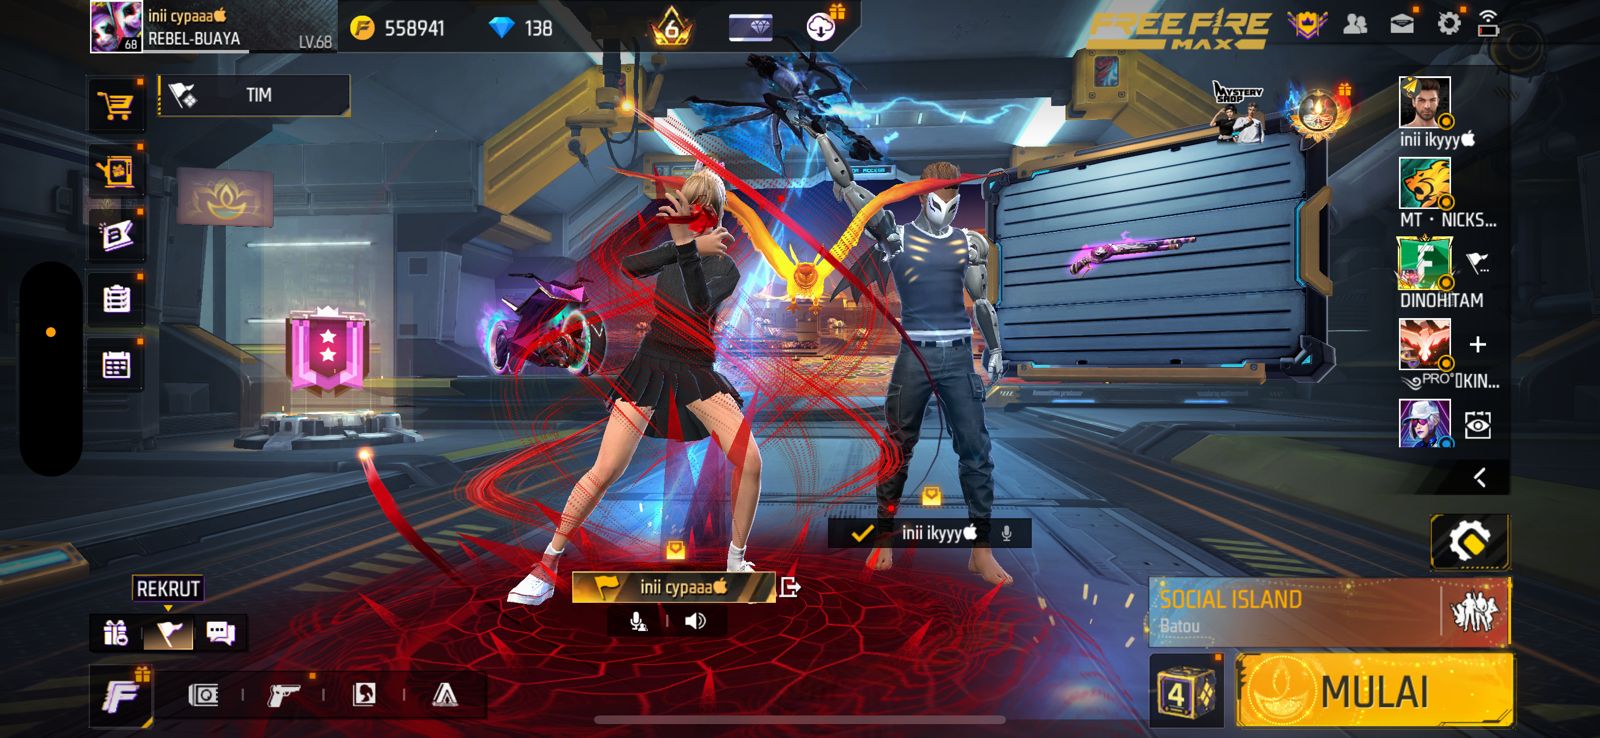 inii cypaaa
REBEL-BUAYA
LV.68
68
558941
138
6
FREE FIRE
MAX
TIM
MYSTERY
SHOP
inii ikyyy
MT · NICKS...
F
DINOHITAM
PRO
KIN...
inii ikyyy
inii cypaaa
REKRUT
SOCIAL ISLAND
Batou
4
MULAI